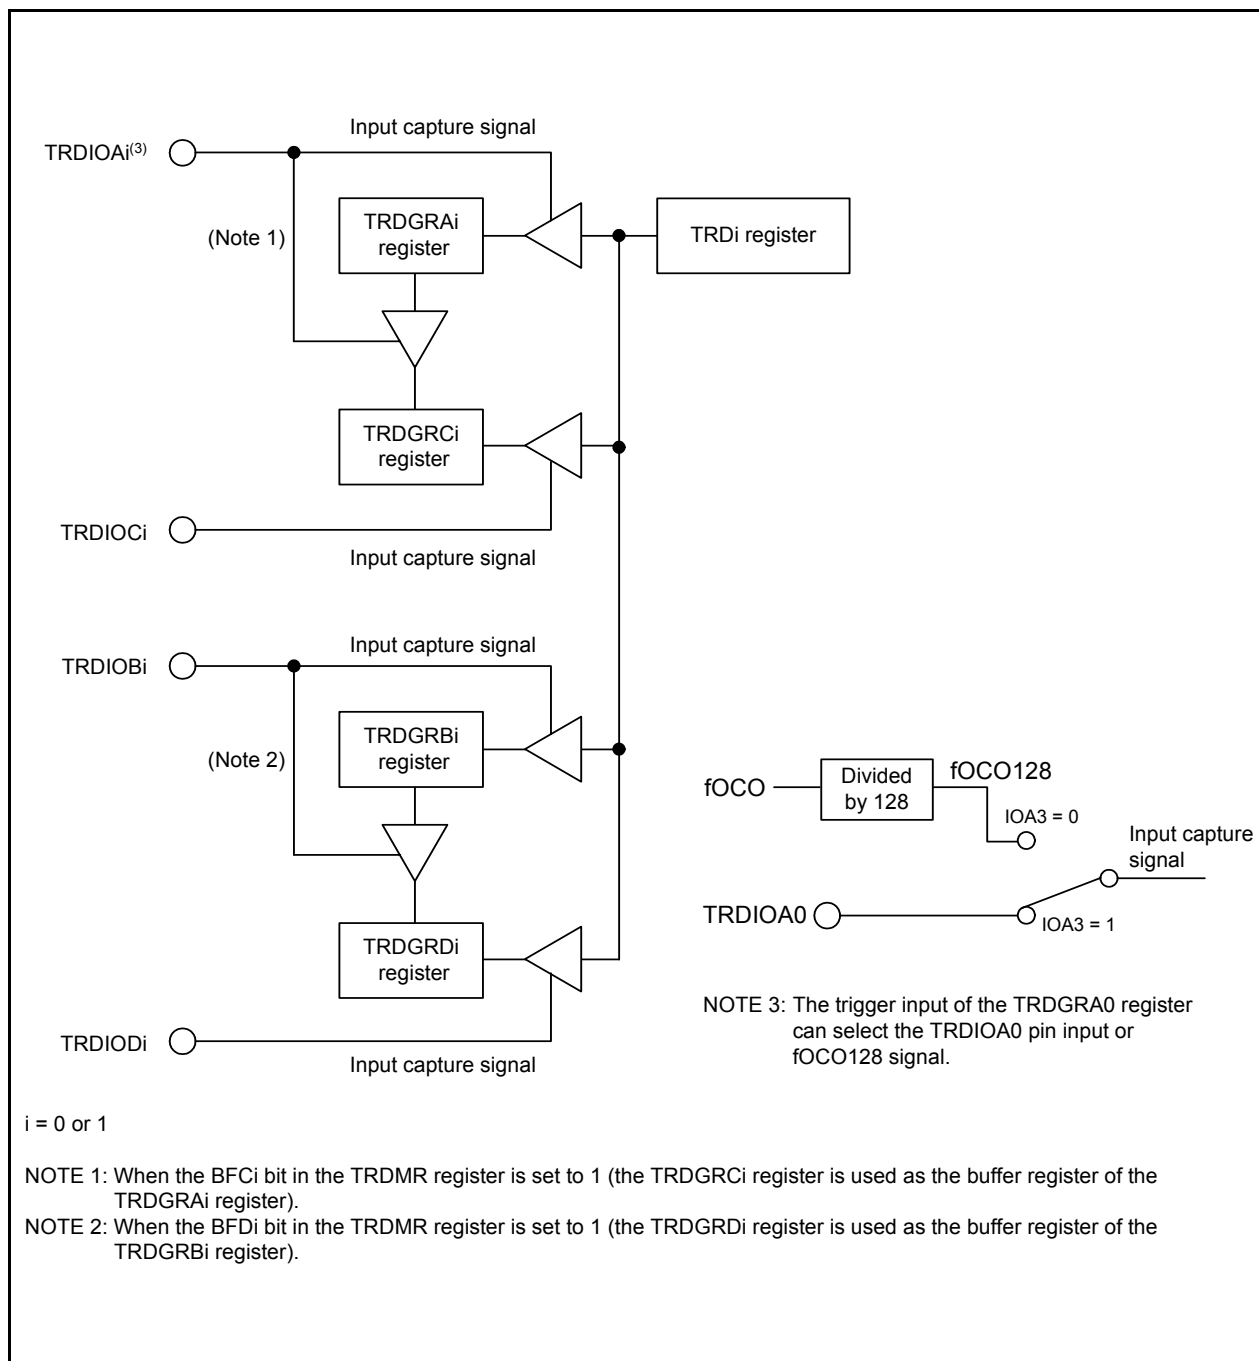 Input capture signal
TRDIOAi(3)
TRDGRAi
register
TRDi register
(Note 1)
TRDGRCi
register
TRDIOCi
Input capture signal
Input capture signal
TRDIOBi
TRDGRBi
register
(Note 2)
TRDGRDi
register
TRDIODi
Input capture signal
fOCO
Divided
by 128
fOCO128
IOA3 = 0
Input capture
signal
TRDIOA0
IOA3 = 1
NOTE 3: The trigger input of the TRDGRA0 register
can select the TRDIOA0 pin input or
fOCO128 signal.
i = 0 or 1
NOTE 1: When the BFCi bit in the TRDMR register is set to 1 (the TRDGRCi register is used as the buffer register of the
TRDGRAi register).
NOTE 2: When the BFDi bit in the TRDMR register is set to 1 (the TRDGRDi register is used as the buffer register of the
TRDGRBi register).